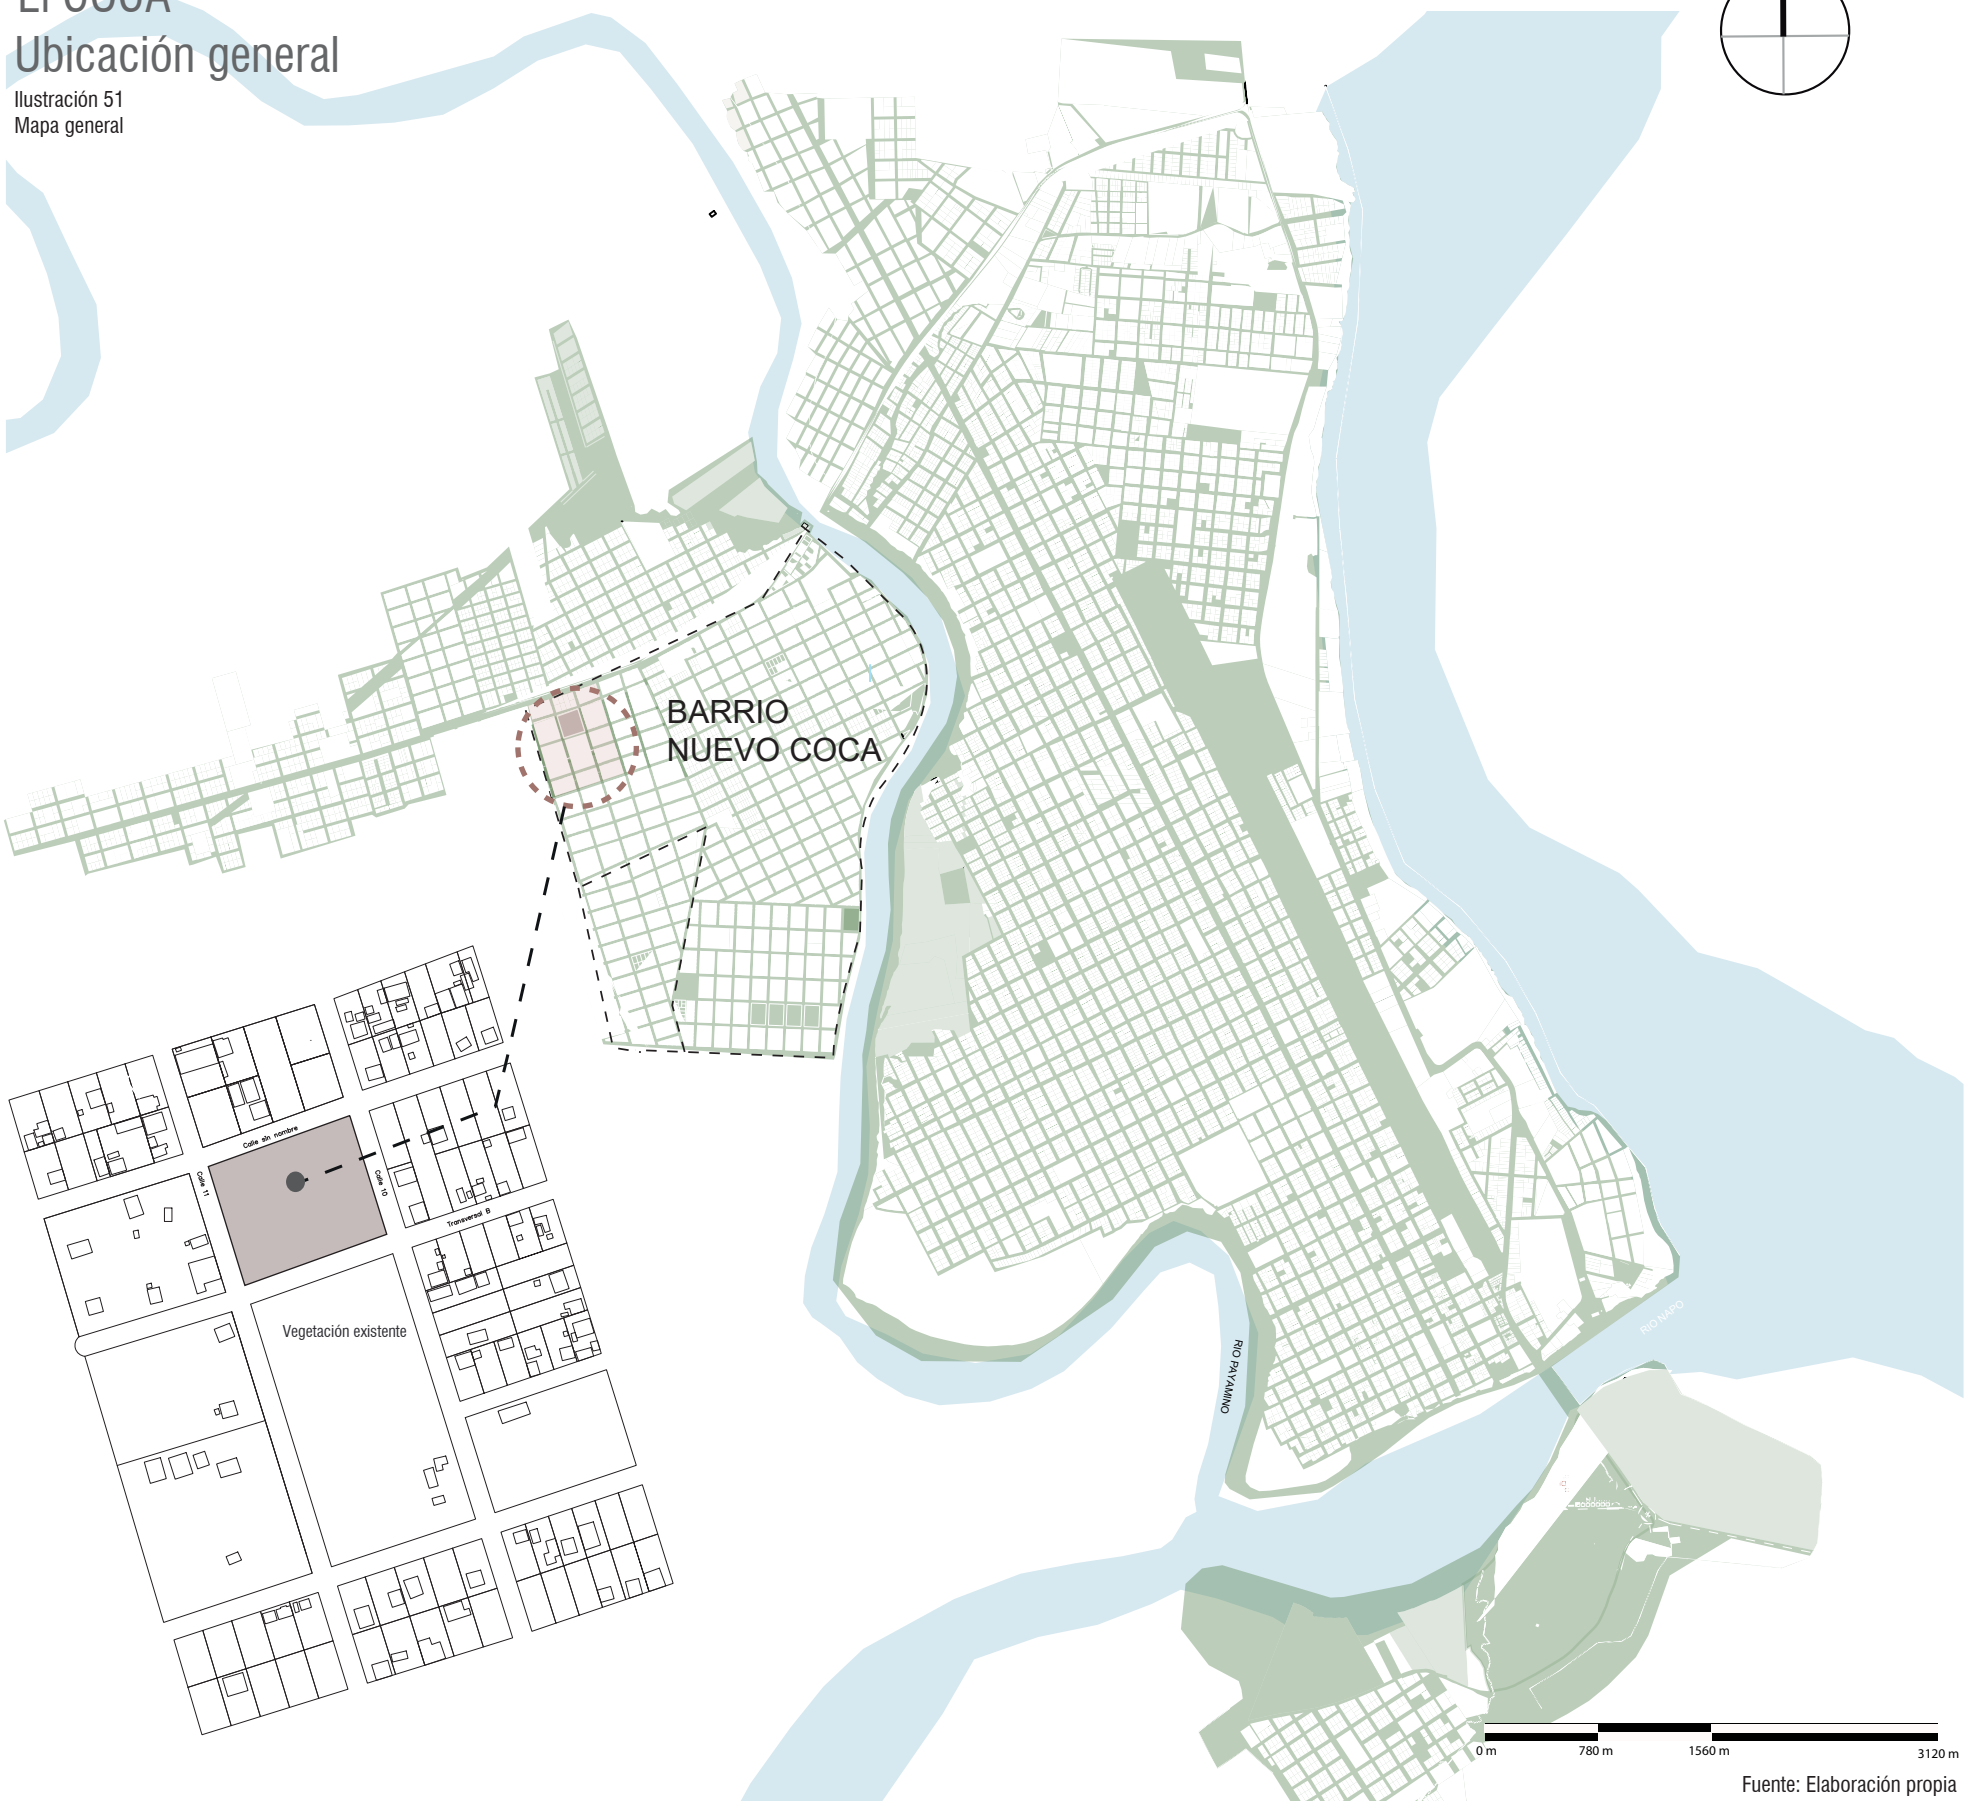 Ubicación general
Ilustración 51
Mapa general
BARRIO
NUEVO COCA
Calle sin nombre
Calle 11
Calle 10
Transversal B
Vegetación existente
RIO PAYAMINO
RIO NAPO
0 m
780 m
1560 m
3120 m
Fuente: Elaboración propia